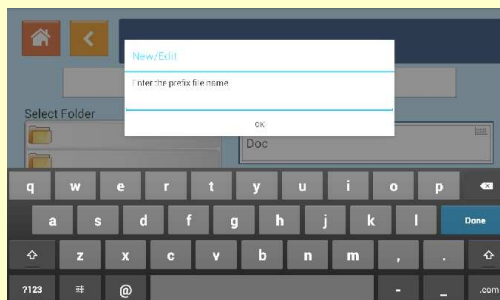 New/Edit
Enter the prefix file name
OK
Select Folder
Doc
q w e r t y u i o p
a s d f g h j k l Done
z x c v b n m , .
?123 @ - _ .com